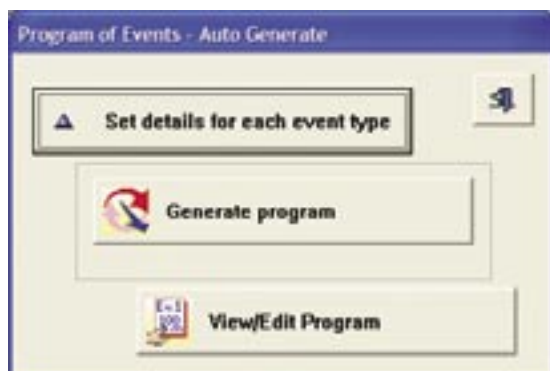 Program of Events - Auto Generate
Set details for each event type
Generate program
View/Edit Program